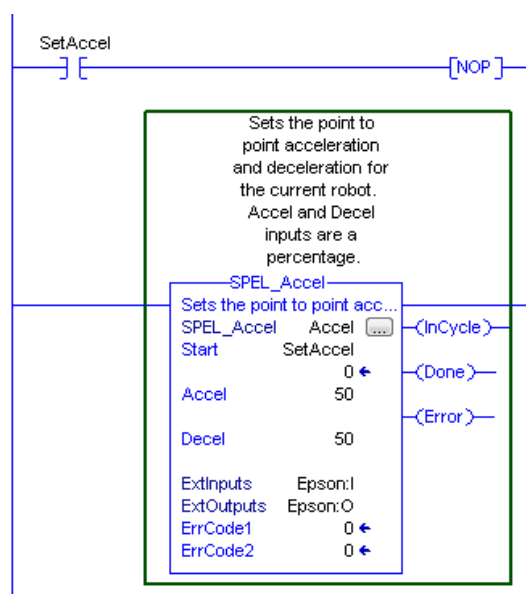 SetAccel
NOP
Sets the point to
point acceleration
and deceleration for
the current robot.
Accel and Decel
inputs are a
percentage.
SPEL_Accel
Sets the point to point acc...
SPEL_Accel Accel ... (InCycle)
Start SetAccel
0 (Done)
Accel 50
(Error)
Decel 50
ExtInputs Epson:I
ExtOutputs Epson:O
ErrCode1 0
ErrCode2 0